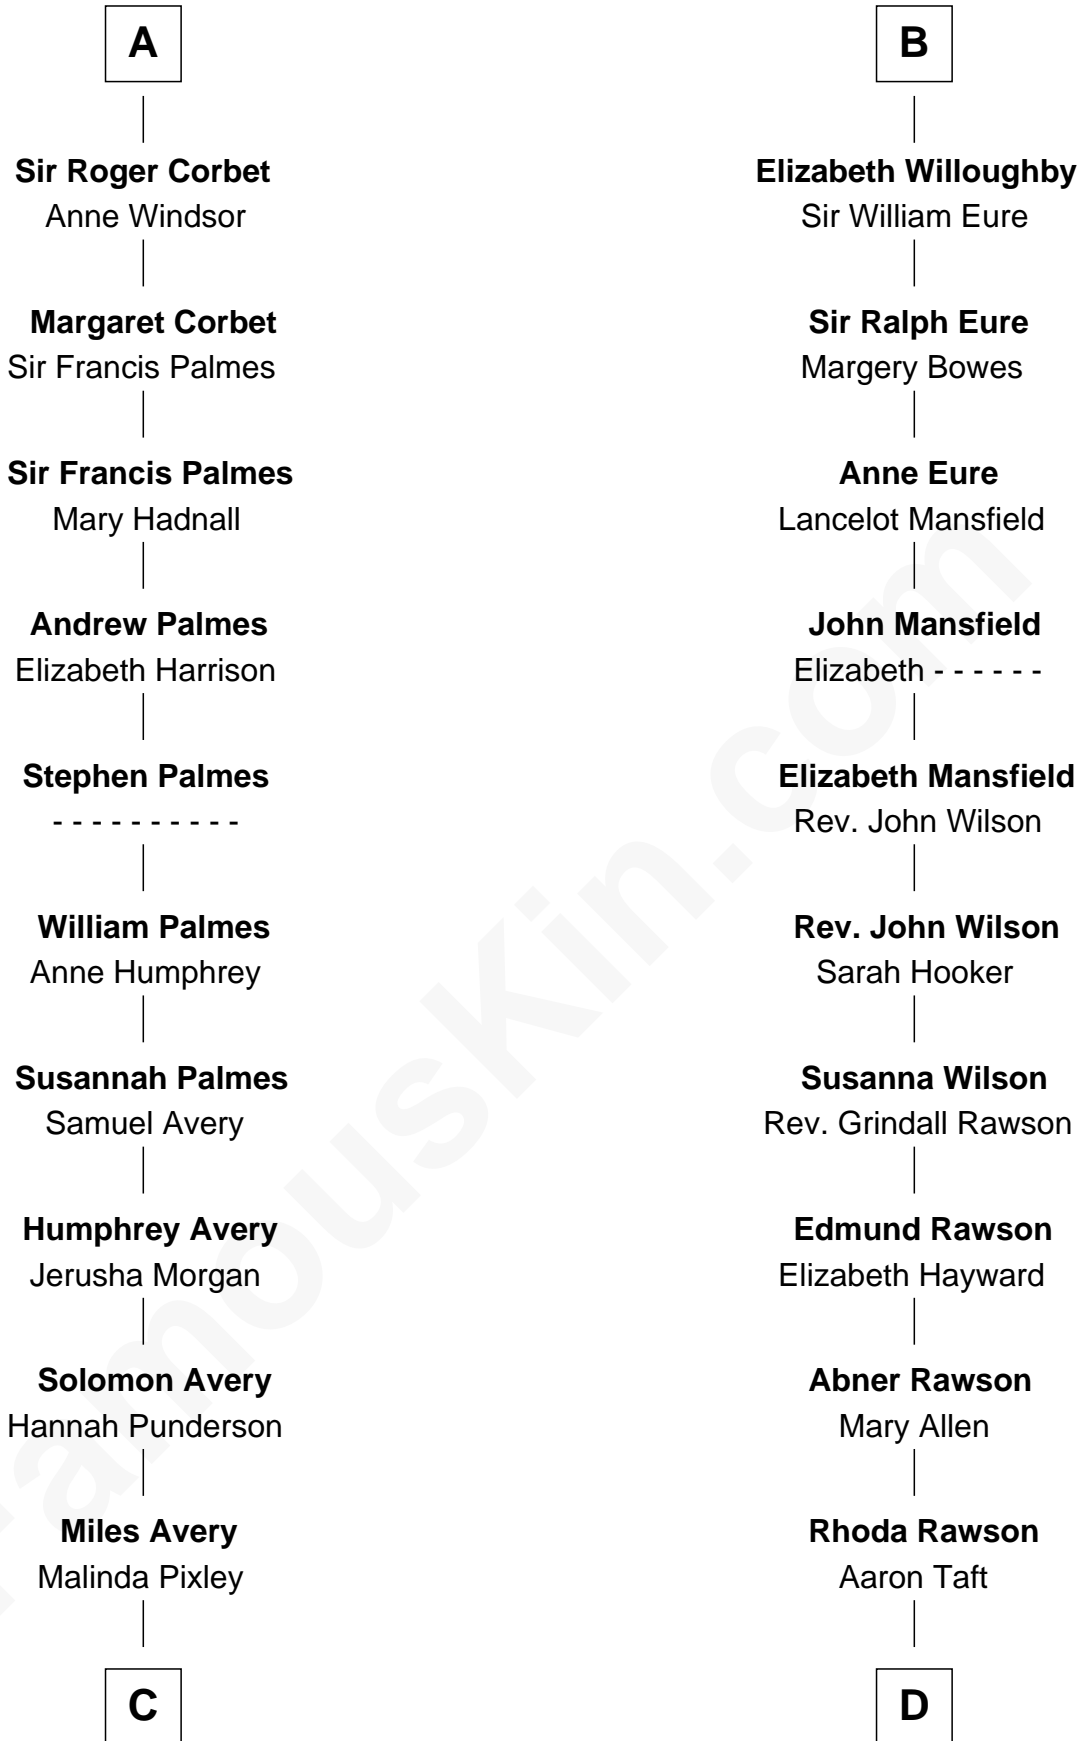 A
Sir Roger Corbet
Anne Windsor
Margaret Corbet
Sir Francis Palmes
Sir Francis Palmes
Mary Hadnall
Andrew Palmes
Elizabeth Harrison
Stephen Palmes
- - - - - - - - - -
William Palmes
Anne Humphrey
Susannah Palmes
Samuel Avery
Humphrey Avery
Jerusha Morgan
Solomon Avery
Hannah Punderson
Miles Avery
Malinda Pixley
C
B
Elizabeth Willoughby
Sir William Eure
Sir Ralph Eure
Margery Bowes
Anne Eure
Lancelot Mansfield
John Mansfield
Elizabeth - - - - - -
Elizabeth Mansfield
Rev. John Wilson
Rev. John Wilson
Sarah Hooker
Susanna Wilson
Rev. Grindall Rawson
Edmund Rawson
Elizabeth Hayward
Abner Rawson
Mary Allen
Rhoda Rawson
Aaron Taft
D
FamousKin.com